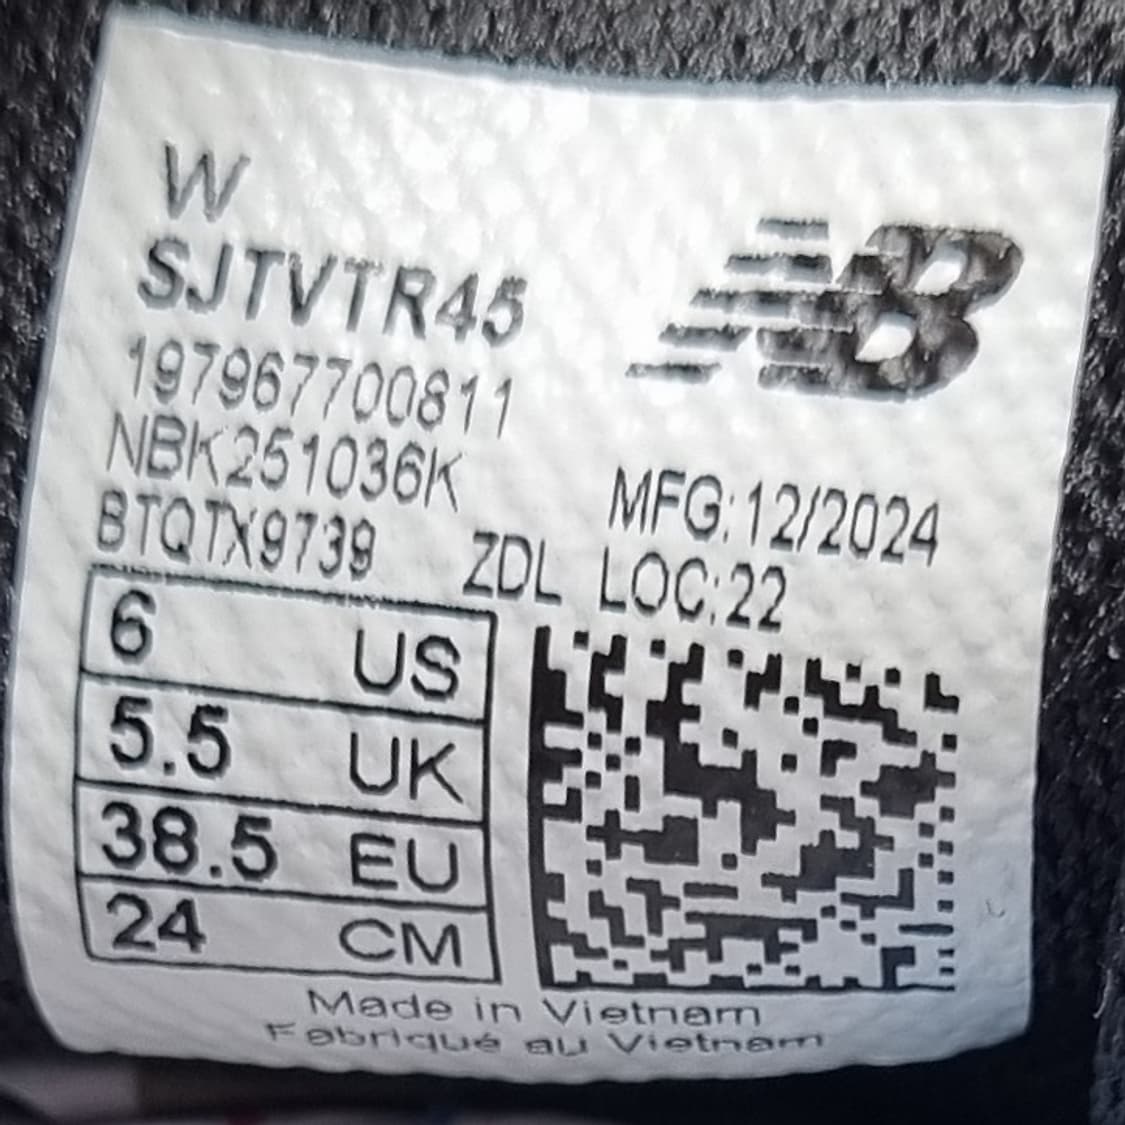 W
SJTVTR45
197967700811
NBK251036K
BTQTX9739
NB
MFG:12/2024
ZDL LOC:22
6 US
5.5 UK
38.5 EU
24 CM
Made in Vietnam
Fabriqué au Vietnam